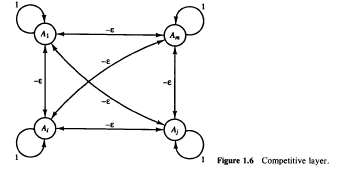 1
1
-ε
A1
Am
-ε
-ε
-ε
-ε
Ai
-ε
Aj
1
1
Figure 1.6 Competitive layer.